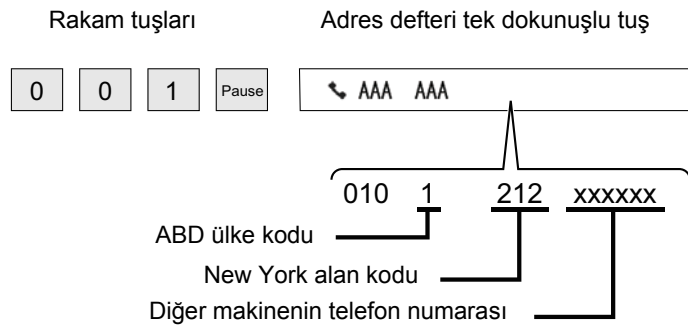 Rakam tuşları Adres defteri tek dokunuşlu tuş
0 0 1 Pause AAA AAA
010 1 212 xxxxxx
ABD ülke kodu
New York alan kodu
Diğer makinenin telefon numarası